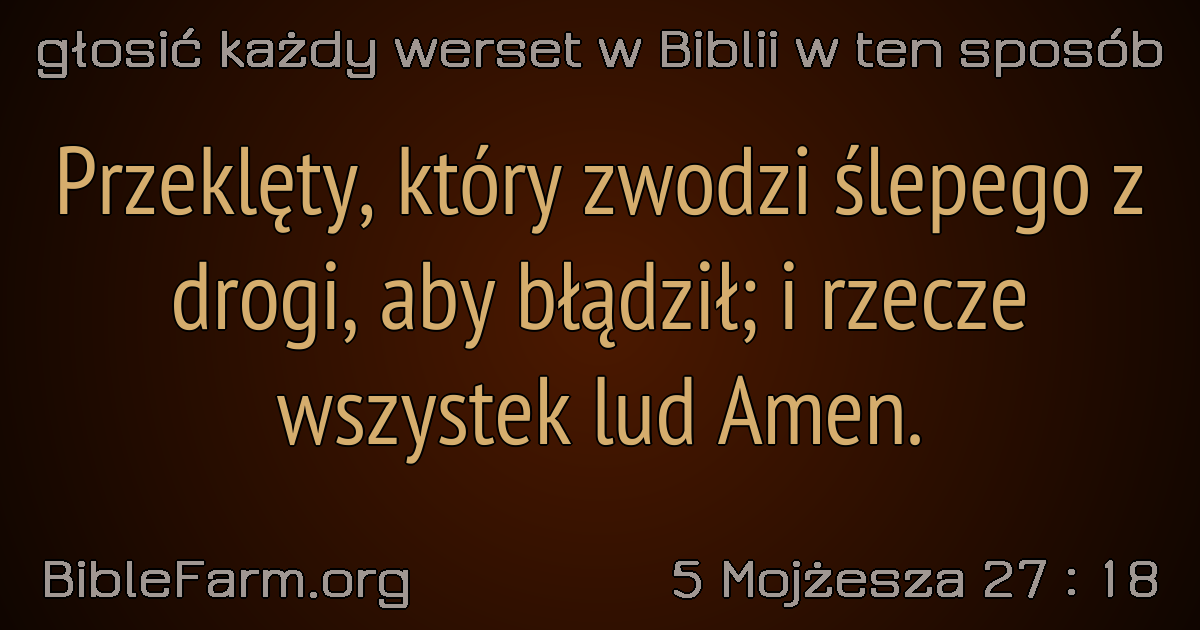 głosić każdy werset w Biblii w ten sposób
Przeklęty, który zwodzi ślepego z
drogi, aby błądził; i rzecze
wszystek lud Amen.
BibleFarm.org
5 Mojżesza 27 : 18